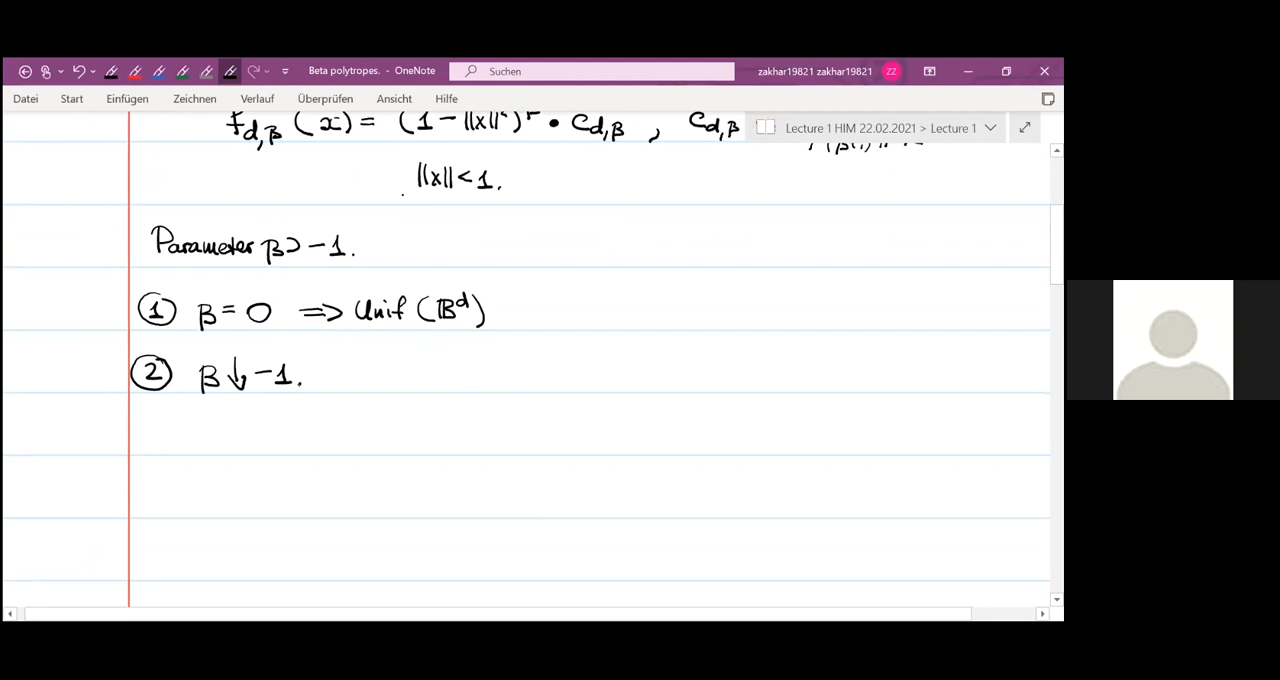 Beta polytropes. - OneNote
Suchen
zakhar19821 zakhar19821
ZZ
Datei Start Einfügen Zeichnen Verlauf Überprüfen Ansicht Hilfe
Lecture 1 HIM 22.02.2021 > Lecture 1
f_{d,β} (x) = (1 - ||x||²)^β • C_{d,β} , C_{d,β}
||x|| < 1.
Parameter β > -1.
① β = 0 ⇒ Unif (𝔹^d)
② β ↓ -1.